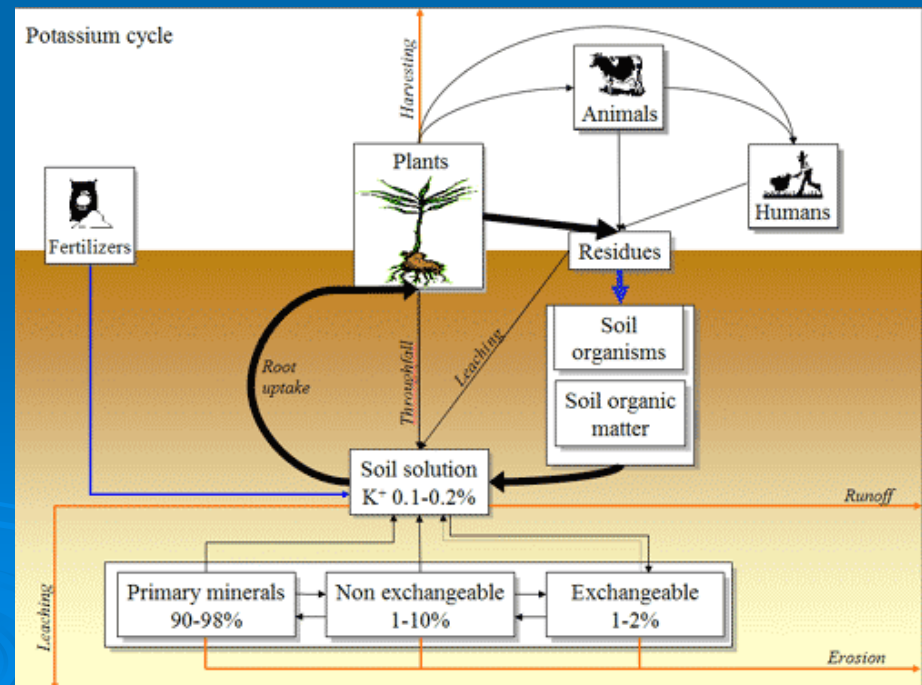 Potassium cycle
Harvesting
Animals
Plants
Humans
Fertilizers
Residues
Soil
organisms
Root
uptake
Throughfall
Leaching
Soil organic
matter
Soil solution
K⁺ 0.1-0.2%
Runoff
Leaching
Primary minerals
90-98%
Non exchangeable
1-10%
Exchangeable
1-2%
Erosion